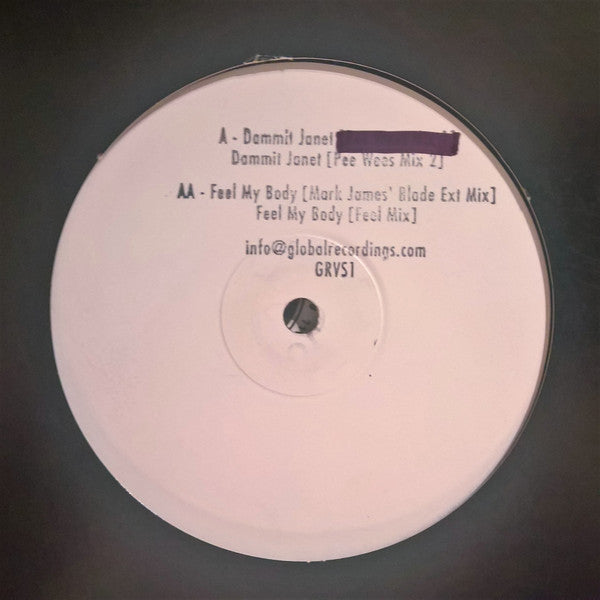 A - Dammit Janet
Dammit Janet [Pee Wees Mix 2]
AA - Feel My Body [Mark James' Blade Ext Mix]
Feel My Body [Feel Mix]
info@globalrecordings.com
GRVS1